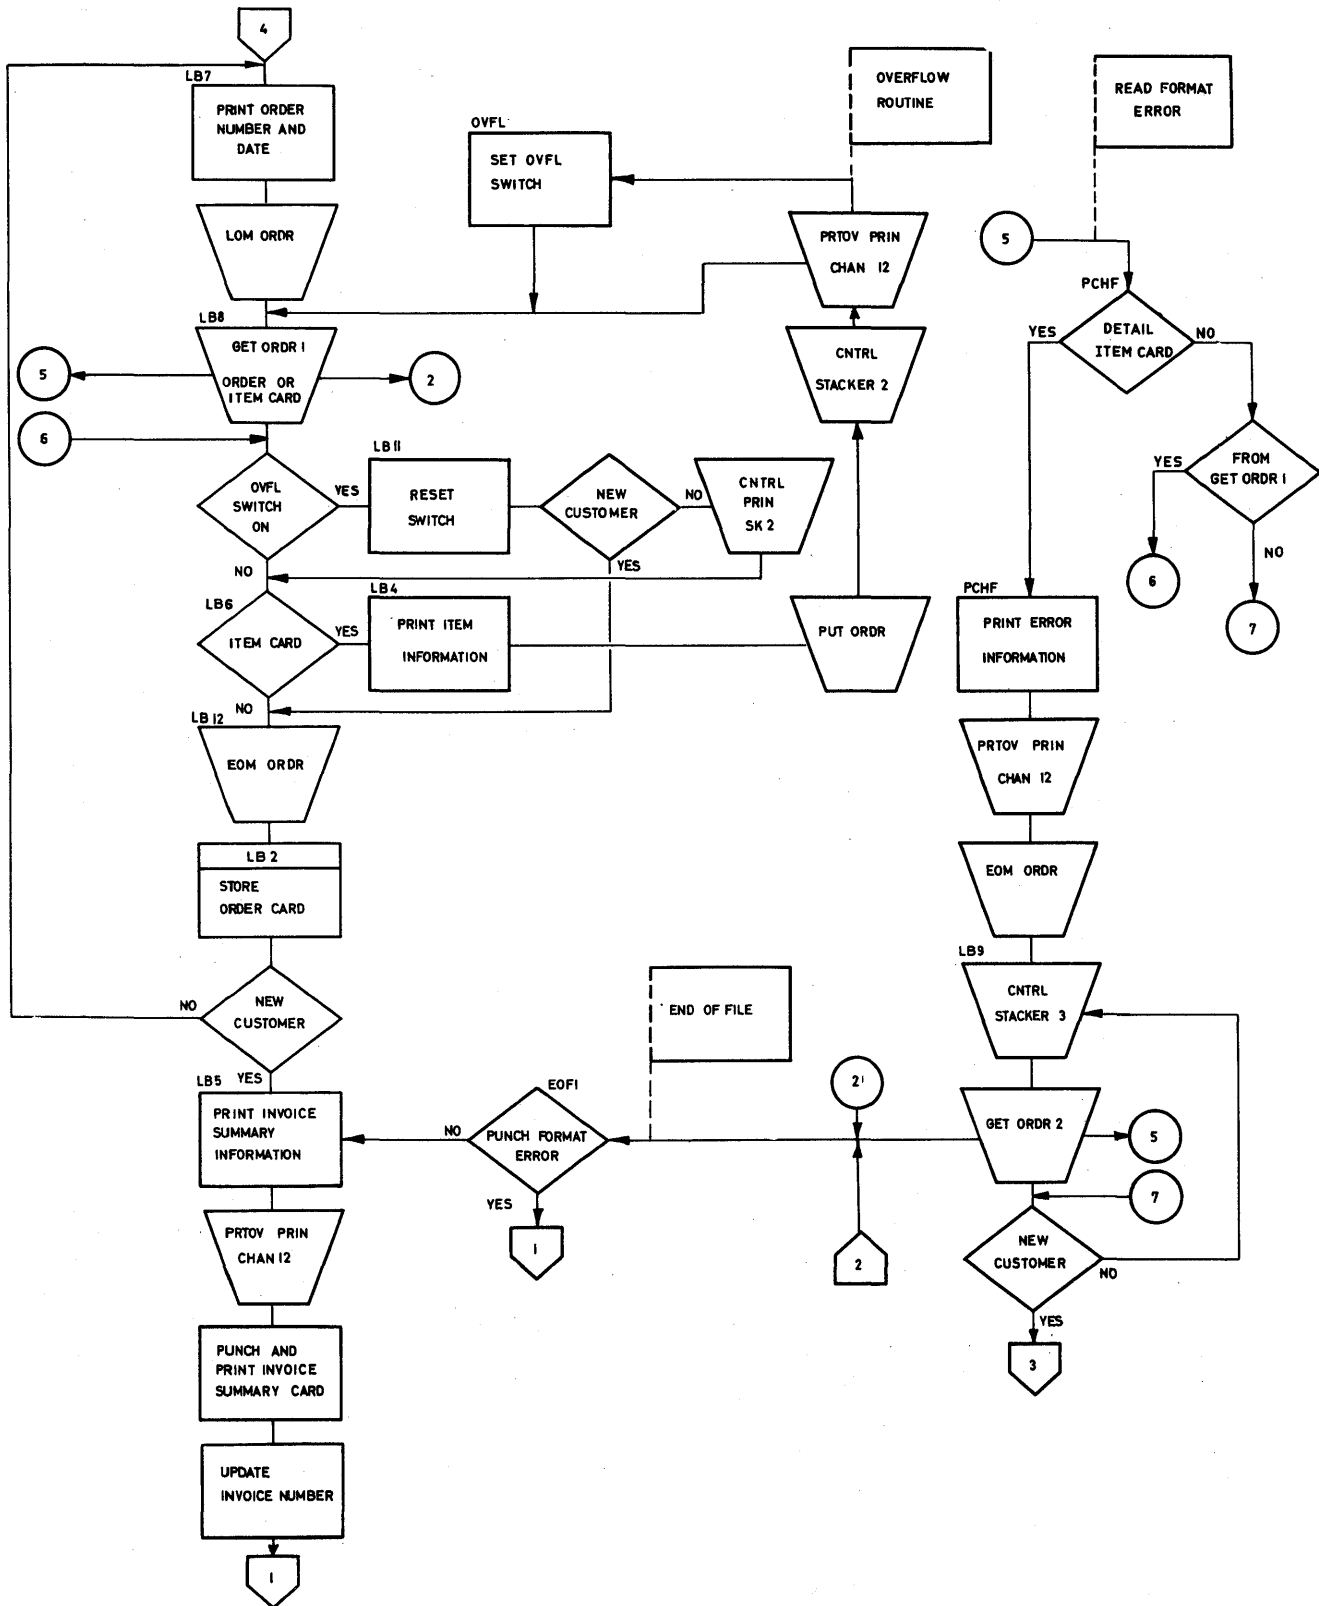 4
LB7
PRINT ORDER
NUMBER AND
DATE
LOM ORDR
LB8
GET ORDR 1
ORDER OR
ITEM CARD
5
2
6
OVFL
SWITCH
ON
YES
NO
LB11
RESET
SWITCH
NEW
CUSTOMER
NO
YES
CNTRL
PRIN
SK 2
LB6
ITEM CARD
YES
NO
LB4
PRINT ITEM
INFORMATION
PUT ORDR
CNTRL
STACKER 2
PRTOV PRIN
CHAN 12
OVERFLOW
ROUTINE
OVFL
SET OVFL
SWITCH
LB12
EOM ORDR
LB2
STORE
ORDER CARD
NEW
CUSTOMER
NO
YES
LB5
PRINT INVOICE
SUMMARY
INFORMATION
PRTOV PRIN
CHAN 12
PUNCH AND
PRINT INVOICE
SUMMARY CARD
UPDATE
INVOICE NUMBER
1
END OF FILE
EOF1
PUNCH FORMAT
ERROR
NO
YES
1
2
2
READ FORMAT
ERROR
5
PCHF
DETAIL
ITEM CARD
YES
NO
FROM
GET ORDR 1
YES
NO
6
7
PCHF
PRINT ERROR
INFORMATION
PRTOV PRIN
CHAN 12
EOM ORDR
LB9
CNTRL
STACKER 3
GET ORDR 2
5
7
NEW
CUSTOMER
NO
YES
3